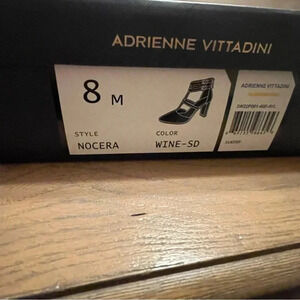 ADRIENNE VITTADINI
8 M
STYLE
NOCERA
COLOR
WINE-SD
ADRIENNE VITTADINI